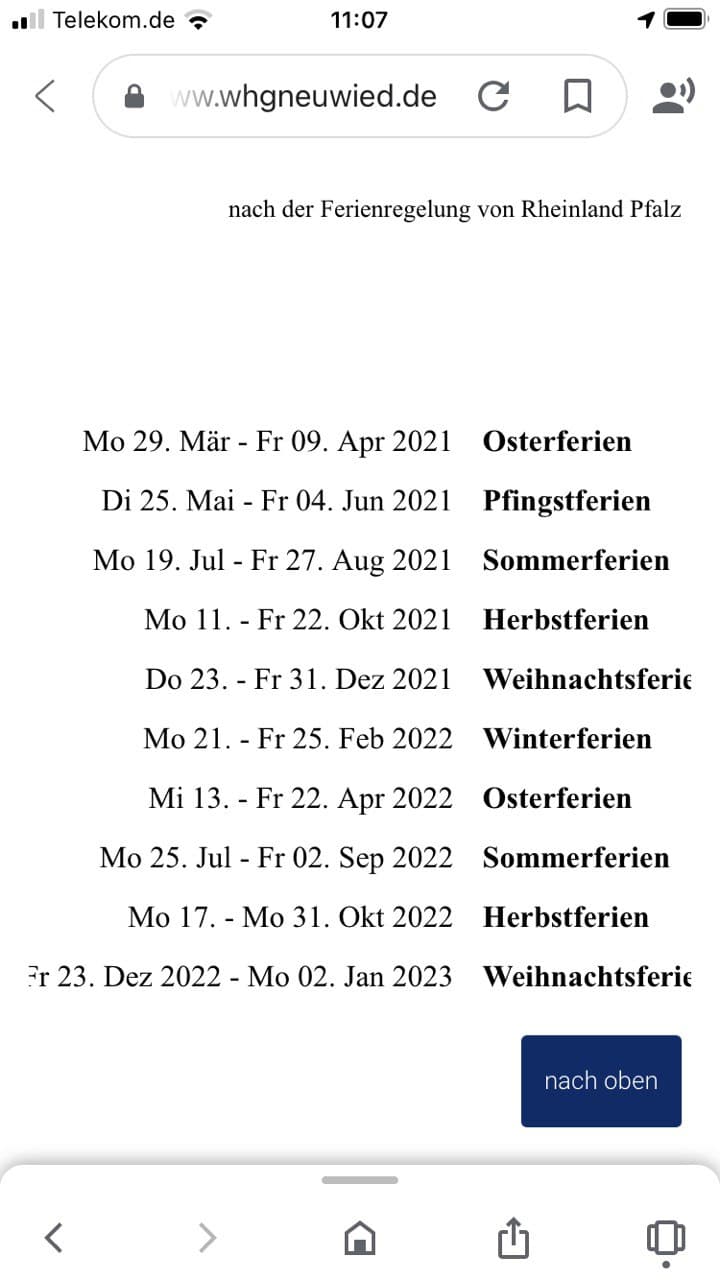 Telekom.de
11:07
ww.whgneuwied.de
nach der Ferienregelung von Rheinland Pfalz
Mo 29. Mär - Fr 09. Apr 2021 Osterferien
Di 25. Mai - Fr 04. Jun 2021 Pfingstferien
Mo 19. Jul - Fr 27. Aug 2021 Sommerferien
Mo 11. - Fr 22. Okt 2021 Herbstferien
Do 23. - Fr 31. Dez 2021 Weihnachtsferie
Mo 21. - Fr 25. Feb 2022 Winterferien
Mi 13. - Fr 22. Apr 2022 Osterferien
Mo 25. Jul - Fr 02. Sep 2022 Sommerferien
Mo 17. - Mo 31. Okt 2022 Herbstferien
Fr 23. Dez 2022 - Mo 02. Jan 2023 Weihnachtsferie
nach oben